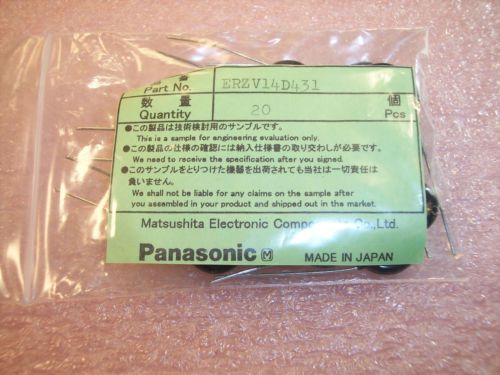 番
Part No. ERZV14D431
数量 20 個
Quantity Pcs
●この製品は技術検討用のサンプルです。
This is a sample for engineering evaluation only.
●この製品の仕様の確認には納入仕様書の取り交わしが必要です。
We need to receive the specification after you signed.
●このサンプルをとりつけた機器を出荷されても当社は一切責任は
負いません。
We shall not be liable for any claims on the sample after
you assembled in your product and shipped out in the market.
Matsushita Electronic Components Co.,Ltd.
Panasonic M MADE IN JAPAN